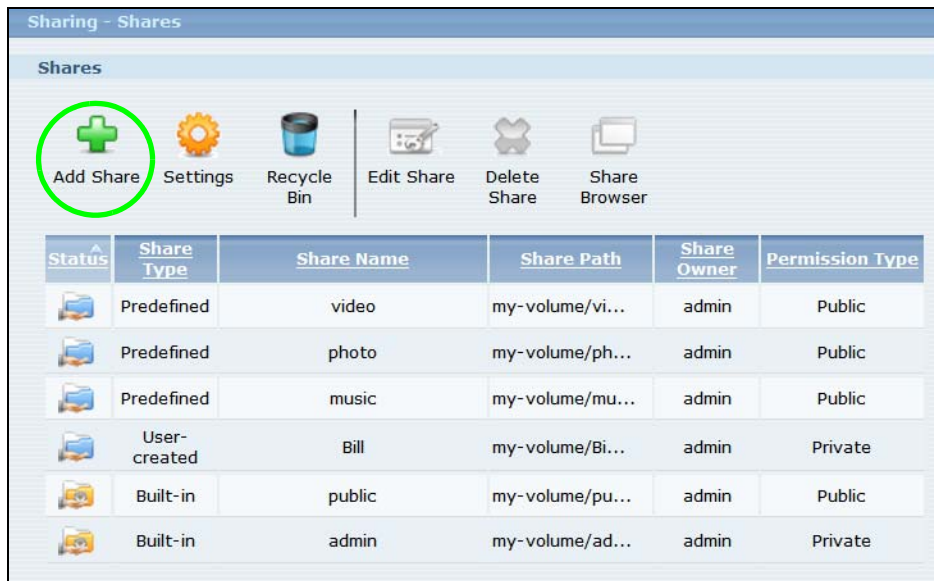 Sharing - Shares
Shares
Add Share Settings Recycle Bin Edit Share Delete Share Share Browser
Status Share Type Share Name Share Path Share Owner Permission Type
Predefined video my-volume/vi... admin Public
Predefined photo my-volume/ph... admin Public
Predefined music my-volume/mu... admin Public
User-created Bill my-volume/Bi... admin Private
Built-in public my-volume/pu... admin Public
Built-in admin my-volume/ad... admin Private